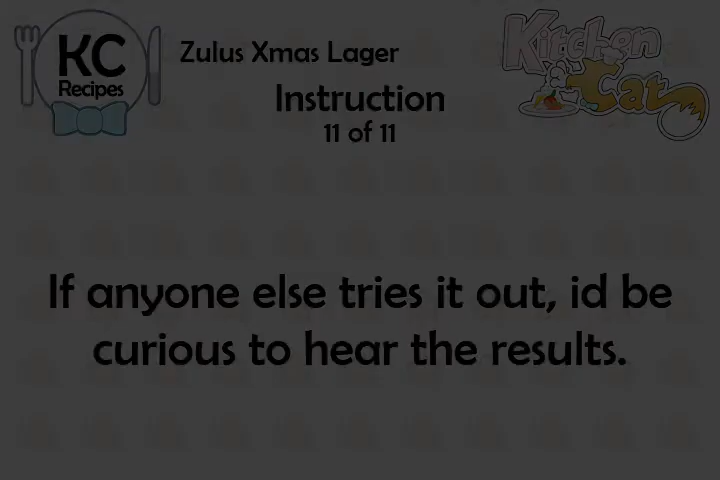 KC
Recipes
Zulus Xmas Lager
Kitchen
Cat
Instruction
11 of 11
If anyone else tries it out, id be
curious to hear the results.